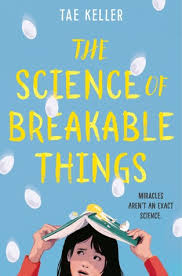 TAE KELLER
THE
SCIENCE OF
BREAKABLE
THINGS
MIRACLES
AREN'T AN EXACT
SCIENCE.